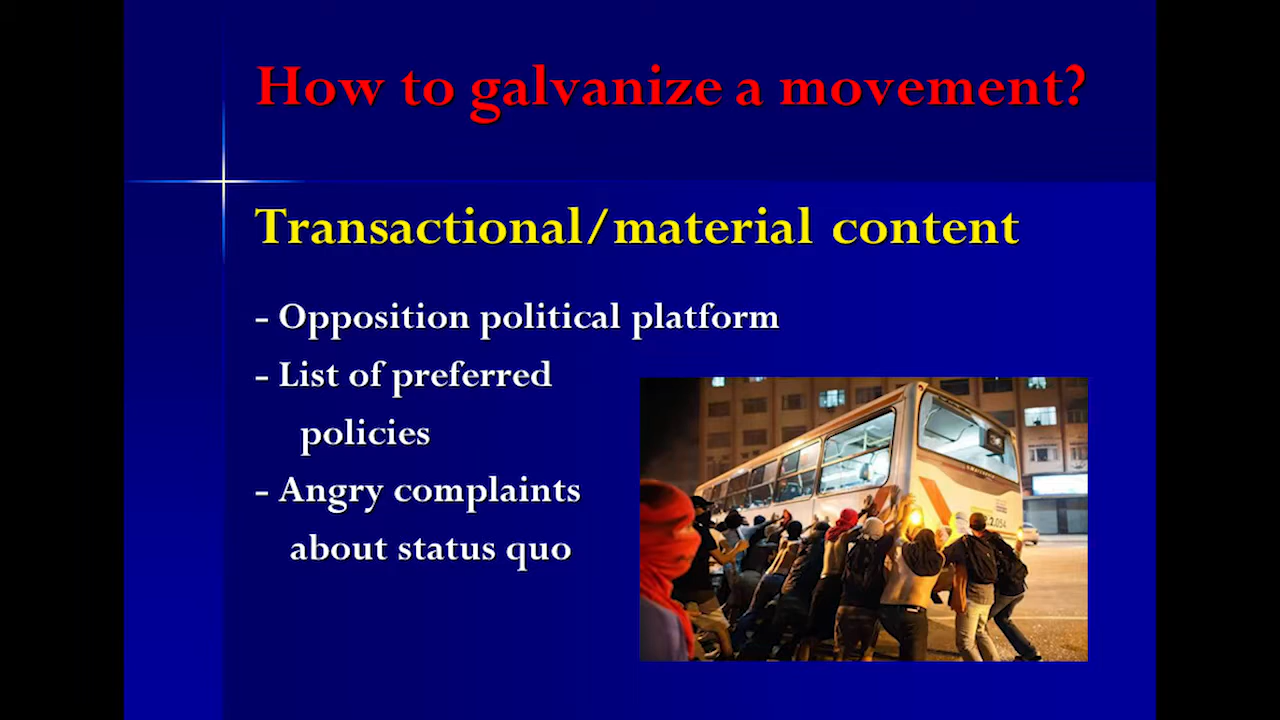 How to galvanize a movement?
Transactional/material content
- Opposition political platform
- List of preferred
policies
- Angry complaints
about status quo